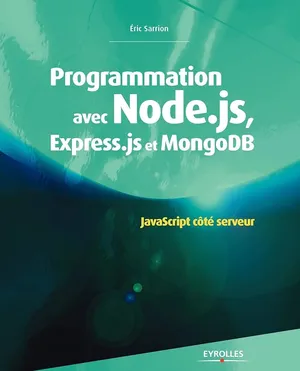 Éric Sarrion
Programmation
avec Node.js,
Express.js et MongoDB
JavaScript côté serveur
EYROLLES